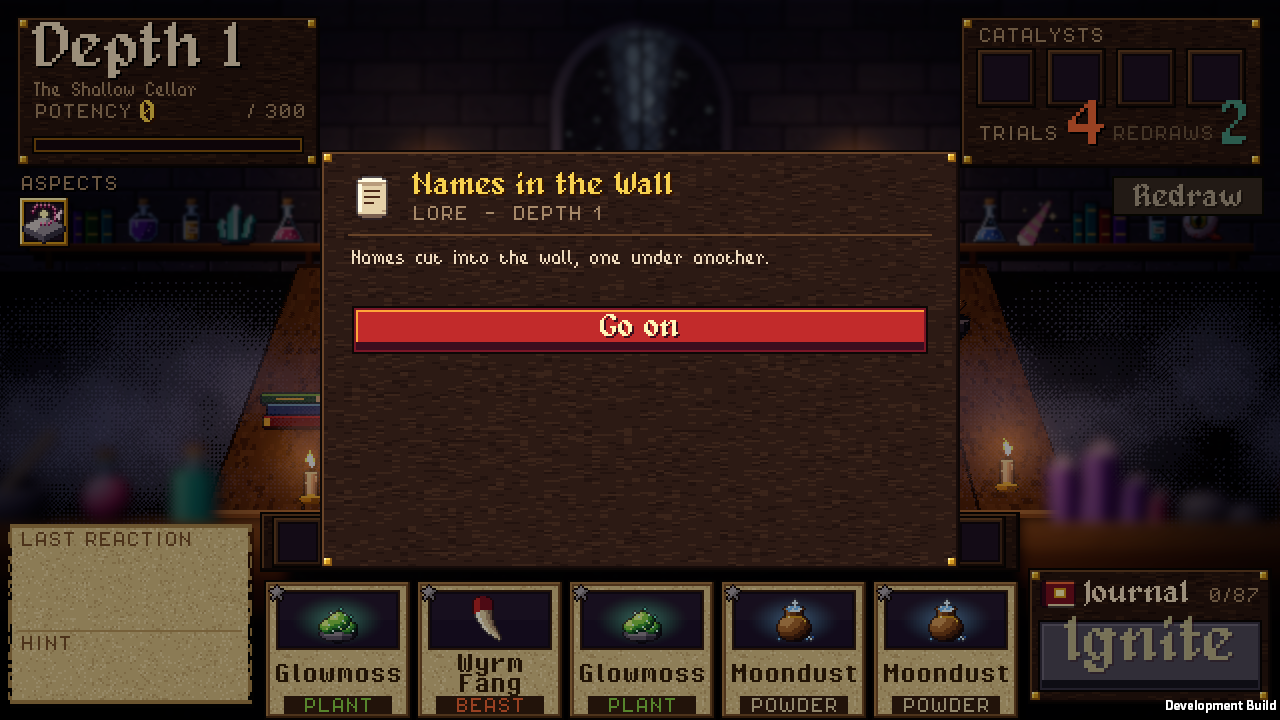 Depth 1
The Shallow Cellar
POTENCY 0 / 300
ASPECTS
CATALYSTS
TRIALS 4 REDRAWS 2
Redraw
Names in the Wall
LORE - DEPTH 1
Names cut into the wall, one under another.
Go on
LAST REACTION
HINT
Glowmoss
PLANT
Wyrm
Fang
BEAST
Glowmoss
PLANT
Moondust
POWDER
Moondust
POWDER
Journal 0/87
Ignite
Development Build